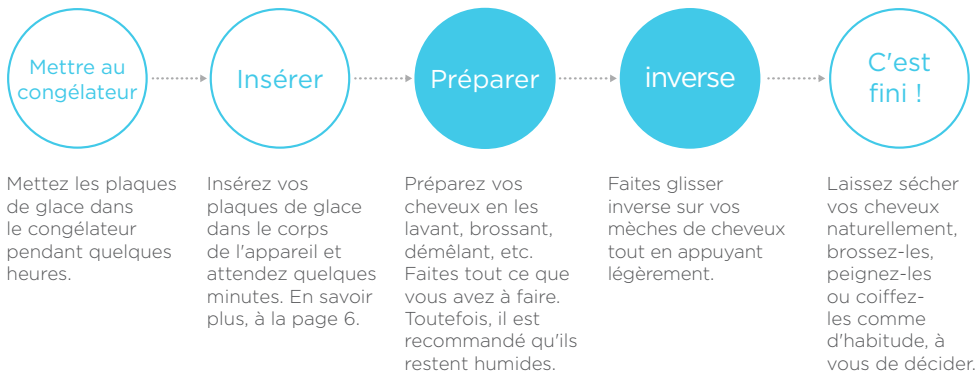 Mettre au
congélateur
Insérer
Préparer
inverse
C'est
fini !
Mettez les plaques
de glace dans
le congélateur
pendant quelques
heures.
Insérez vos
plaques de glace
dans le corps
de l'appareil et
attendez quelques
minutes. En savoir
plus, à la page 6.
Préparez vos
cheveux en les
lavant, brossant,
démêlant, etc.
Faites tout ce que
vous avez à faire.
Toutefois, il est
recommandé qu'ils
restent humides.
Faites glisser
inverse sur vos
mèches de cheveux
tout en appuyant
légèrement.
Laissez sécher
vos cheveux
naturellement,
brossez-les,
peignez-les
ou coiffez-
les comme
d'habitude, à
vous de décider.